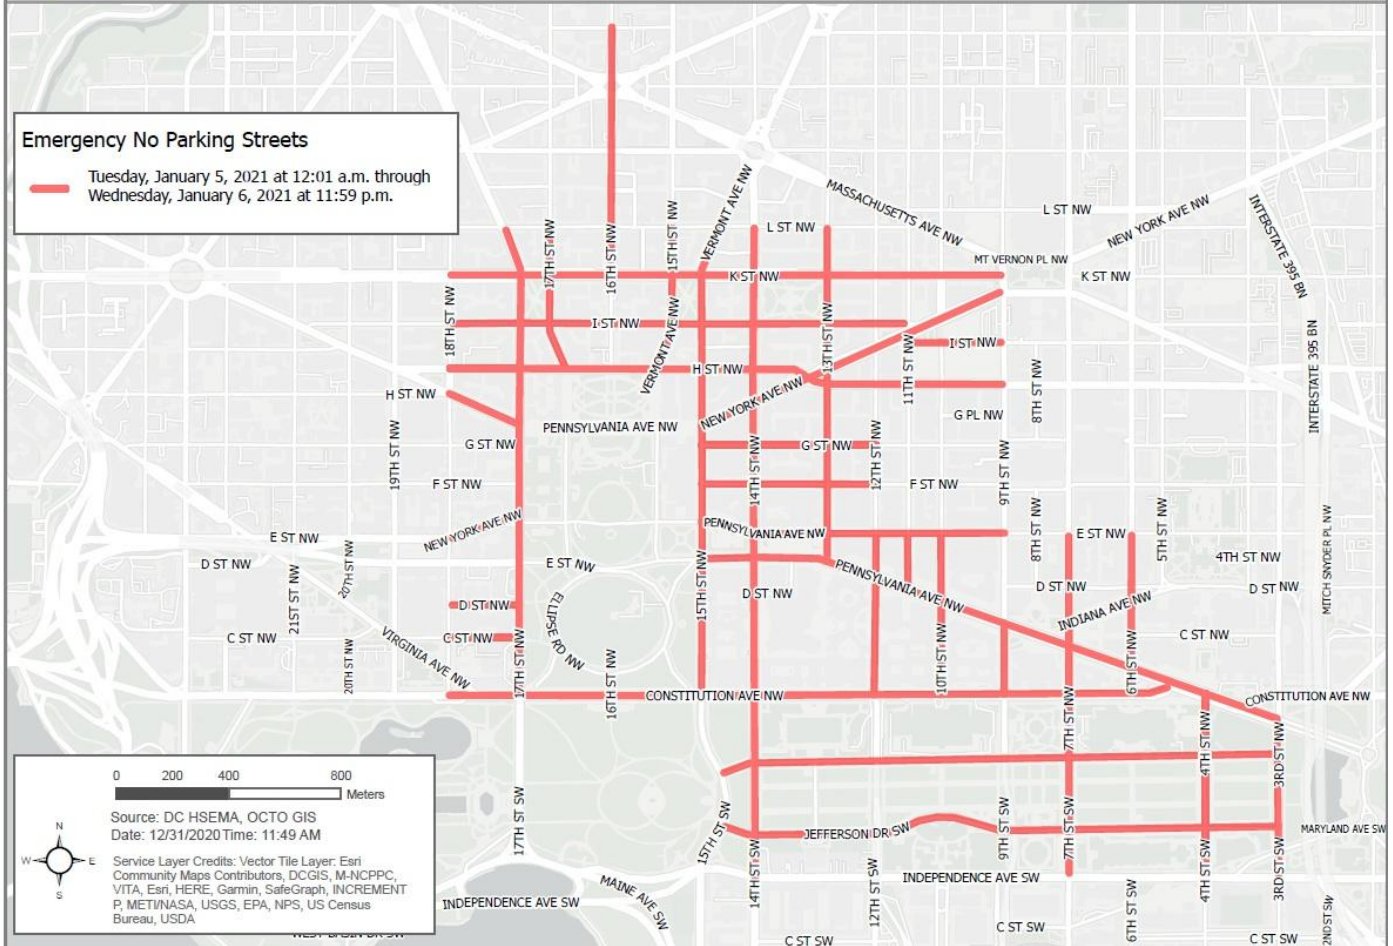 Emergency No Parking Streets
Tuesday, January 5, 2021 at 12:01 a.m. through
Wednesday, January 6, 2021 at 11:59 p.m.
MASSACHUSETTS AVE NW
L ST NW
NEW YORK AVE NW
INTERSTATE 395 BN
VERMONT AVE NW
15TH ST NW
17TH ST NW
16TH ST NW
L ST NW
MT VERNON PL NW
K ST NW
K ST NW
18TH ST NW
I ST NW
VERMONT AVE NW
13TH ST NW
11TH ST NW
I ST NW
INTERSTATE 395 BN
H ST NW
H ST NW
NEW YORK AVE NW
8TH ST NW
G PL NW
PENNSYLVANIA AVE NW
G ST NW
G ST NW
19TH ST NW
14TH ST NW
12TH ST NW
9TH ST NW
F ST NW
F ST NW
NEW YORK AVE NW
PENNSYLVANIA AVE NW
8TH ST NW
E ST NW
5TH ST NW
MITCH SNYDER PL NW
E ST NW
D ST NW
20TH ST NW
E ST NW
4TH ST NW
21ST ST NW
15TH ST NW
D ST NW
PENNSYLVANIA AVE NW
D ST NW
D ST NW
D ST NW
ELLIPSE RD NW
INDIANA AVE NW
C ST NW
VIRGINIA AVE NW
C ST NW
C ST NW
20TH ST NW
17TH ST NW
16TH ST NW
10TH ST NW
6TH ST NW
CONSTITUTION AVE NW
CONSTITUTION AVE NW
7TH ST NW
4TH ST NW
3RD ST NW
0 200 400 800
Meters
Source: DC HSEMA, OCTO GIS
Date: 12/31/2020 Time: 11:49 AM
N
W
E
S
Service Layer Credits: Vector Tile Layer: Esri
Community Maps Contributors, DCGIS, M-NCPPC,
VITA, Esri, HERE, Garmin, SafeGraph, INCREMENT
P, METI/NASA, USGS, EPA, NPS, US Census
Bureau, USDA
17TH ST SW
15TH ST SW
JEFFERSON DR SW
9TH ST SW
7TH ST SW
MARYLAND AVE SW
14TH ST SW
12TH ST SW
INDEPENDENCE AVE SW
4TH ST SW
3RD ST SW
INDEPENDENCE AVE SW
MAINE AVE SW
6TH ST SW
2ND ST SW
C ST SW
C ST SW
C ST SW
WEST BASIN DR SW